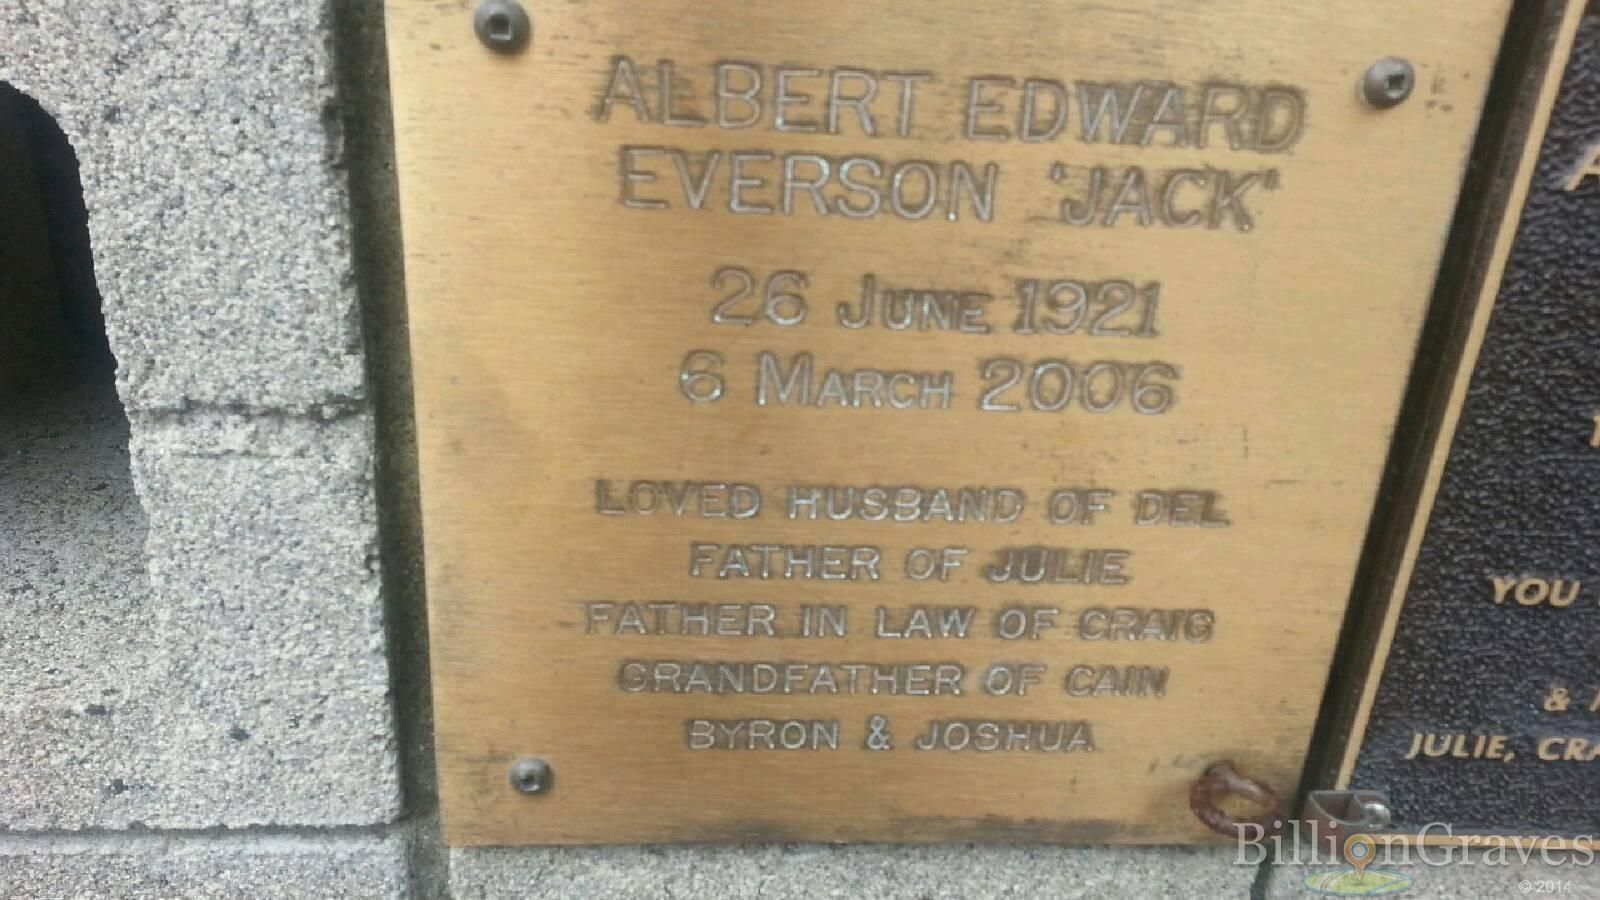 ALBERT EDWARD
EVERSON 'JACK'
26 JUNE 1921
6 MARCH 2006
LOVED HUSBAND OF DEL
FATHER OF JULIE
FATHER IN LAW OF CRAIG
GRANDFATHER OF CAIN
BYRON & JOSHUA
YOU
&
JULIE, CRA
BillionGraves
© 2014